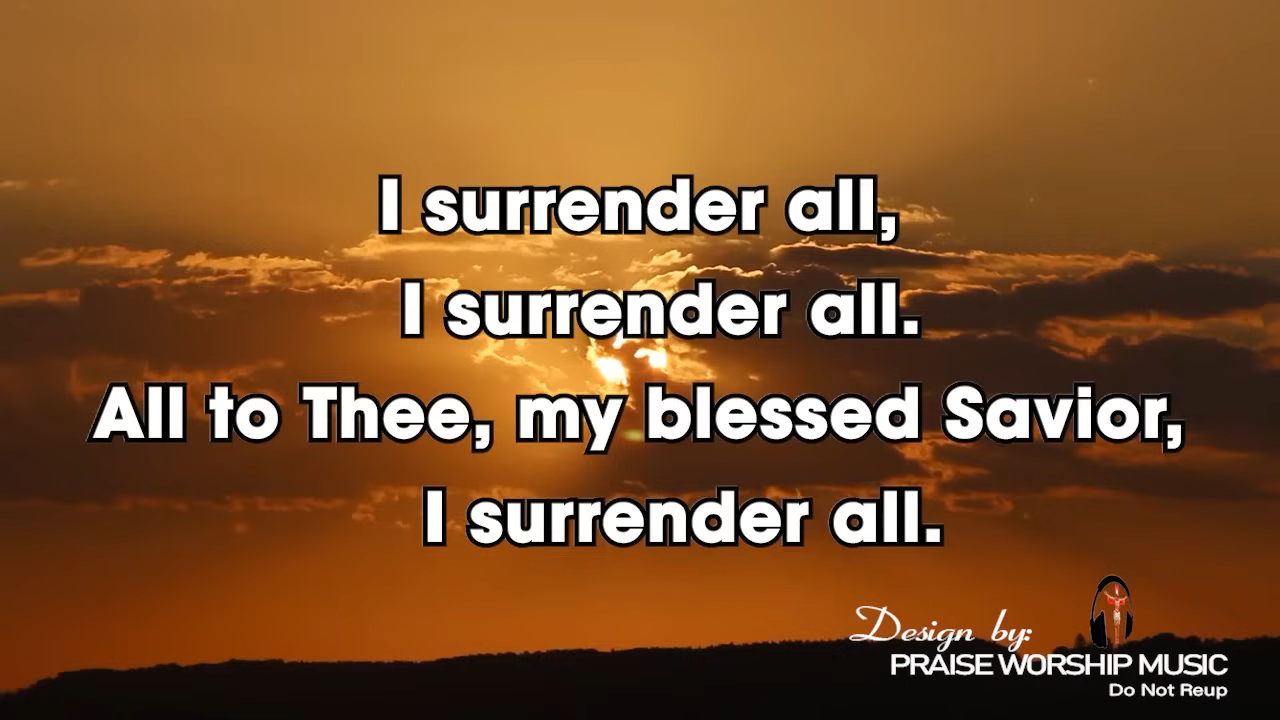 I surrender all,
I surrender all.
All to Thee, my blessed Savior,
I surrender all.
Design by:
PRAISE WORSHIP MUSIC
Do Not Reup